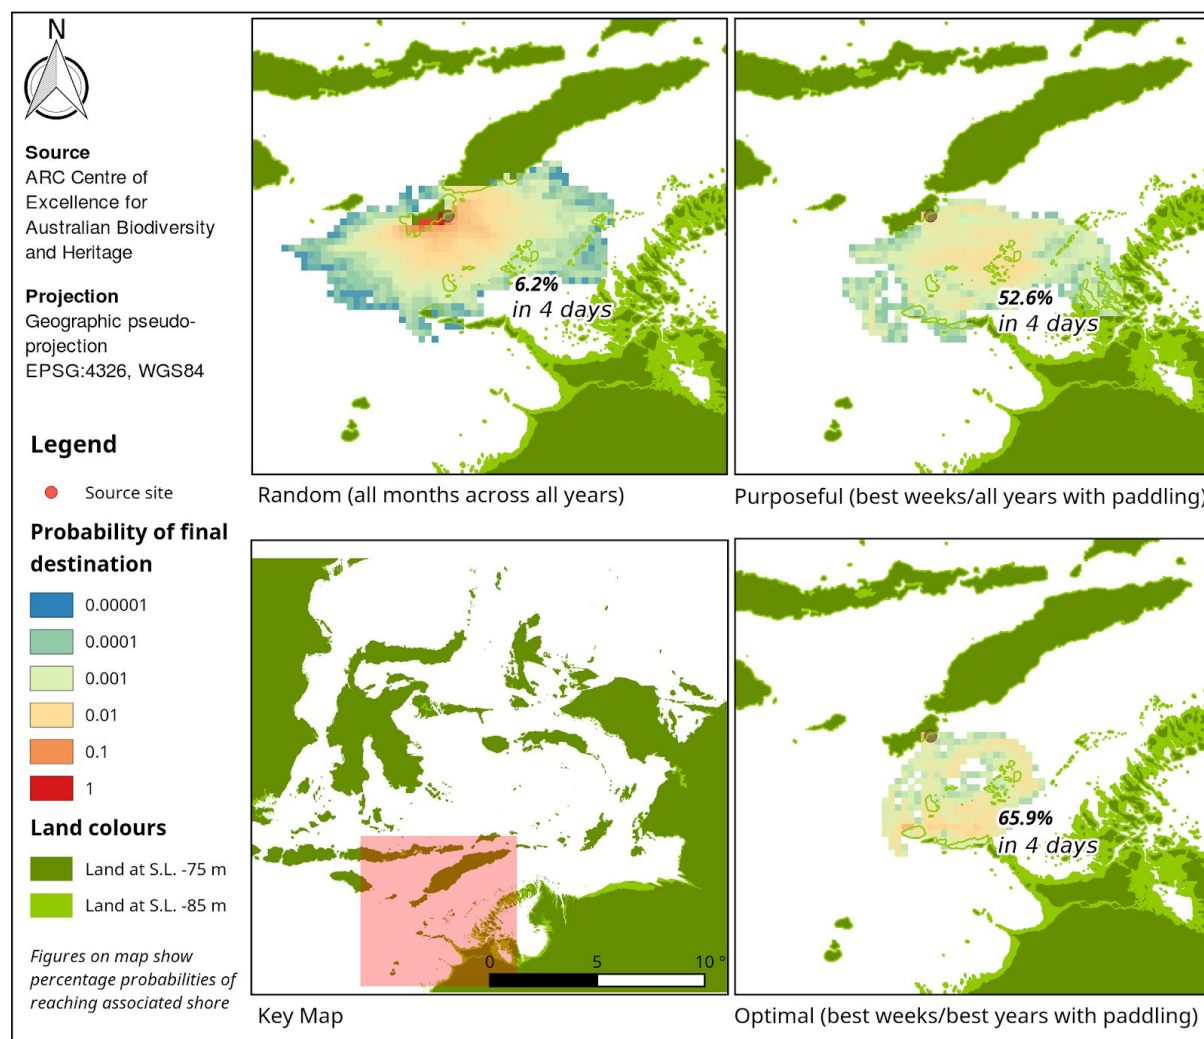 N
Source
ARC Centre of
Excellence for
Australian Biodiversity
and Heritage
Projection
Geographic pseudo-
projection
EPSG:4326, WGS84
Legend
Source site
Probability of final
destination
0.00001
0.0001
0.001
0.01
0.1
1
Land colours
Land at S.L. -75 m
Land at S.L. -85 m
Figures on map show
percentage probabilities of
reaching associated shore
6.2%
in 4 days
Random (all months across all years)
52.6%
in 4 days
Purposeful (best weeks/all years with paddling)
0 5 10 °
Key Map
65.9%
in 4 days
Optimal (best weeks/best years with paddling)